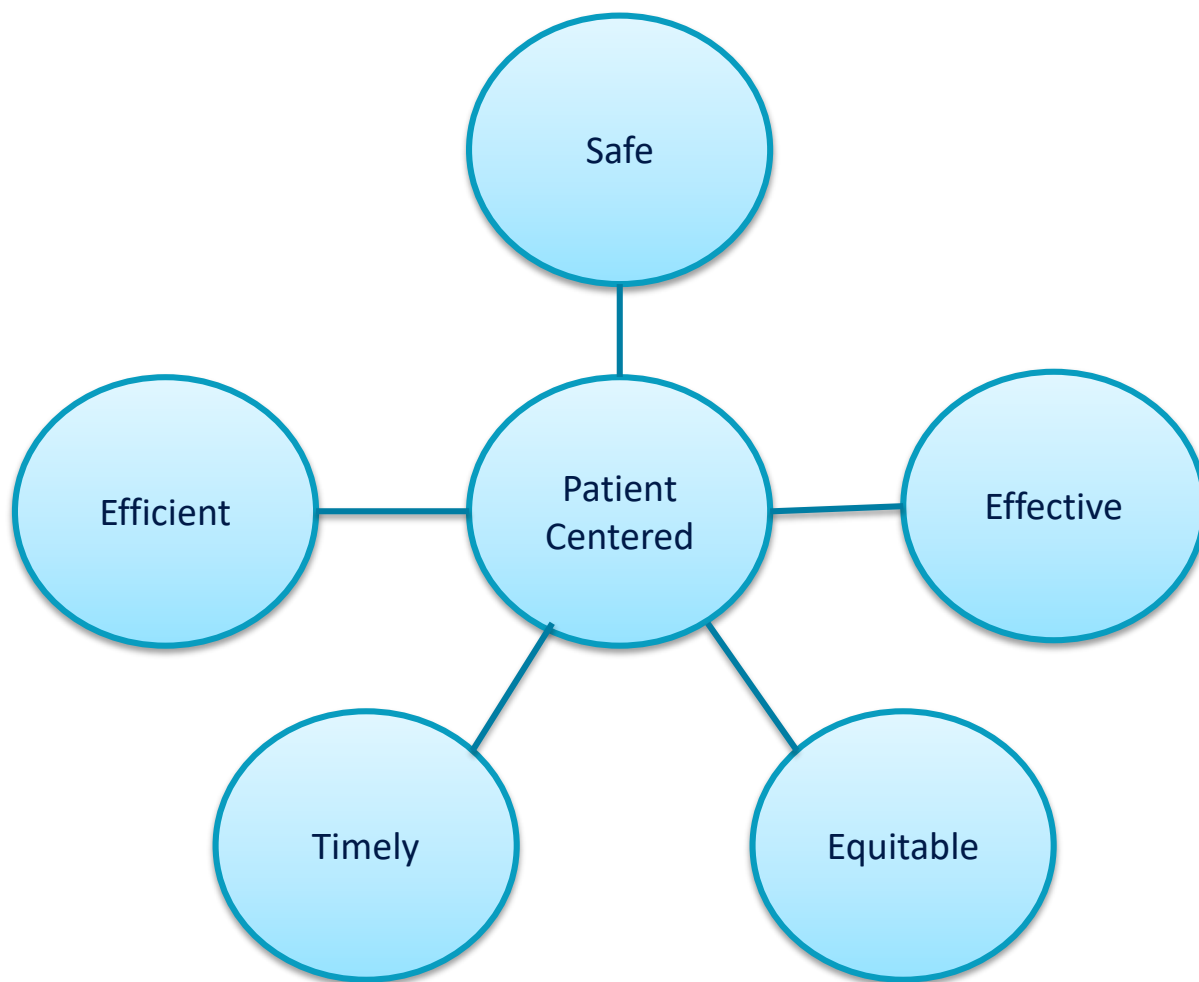 Safe
Efficient
Patient
Centered
Effective
Timely
Equitable